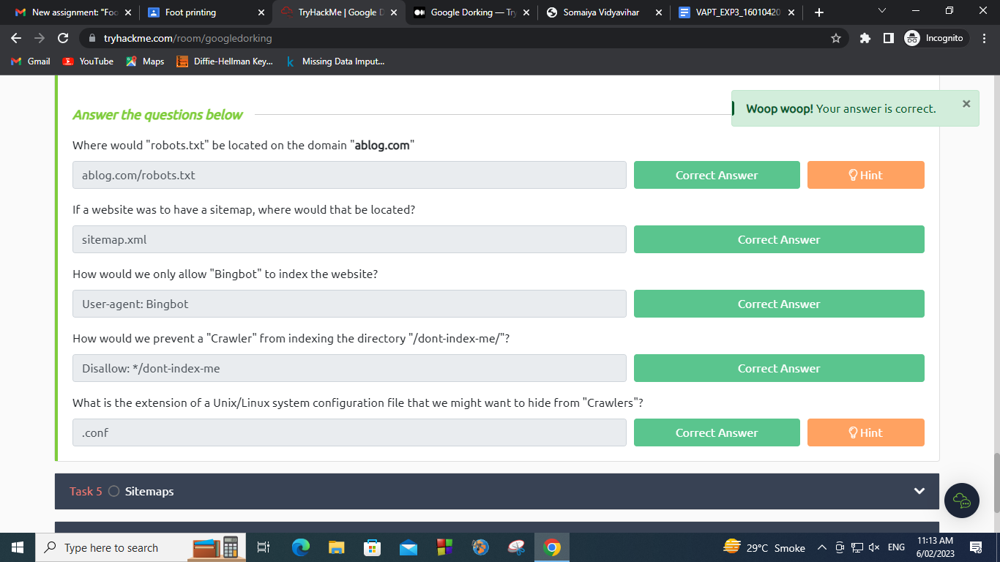 New assignment: "Foo
Foot printing
TryHackMe | Google D
Google Dorking — Try
Somaiya Vidyavihar
VAPT_EXP3_16010420
tryhackme.com/room/googledorking
Incognito
Gmail
YouTube
Maps
Diffie-Hellman Key...
Missing Data Imput...
Answer the questions below
Woop woop! Your answer is correct.
Where would "robots.txt" be located on the domain "ablog.com"
ablog.com/robots.txt
Correct Answer
Hint
If a website was to have a sitemap, where would that be located?
sitemap.xml
Correct Answer
How would we only allow "Bingbot" to index the website?
User-agent: Bingbot
Correct Answer
How would we prevent a "Crawler" from indexing the directory "/dont-index-me/"?
Disallow: */dont-index-me
Correct Answer
What is the extension of a Unix/Linux system configuration file that we might want to hide from "Crawlers"?
.conf
Correct Answer
Hint
Task 5
Sitemaps
Type here to search
29°C Smoke
ENG
11:13 AM
6/02/2023